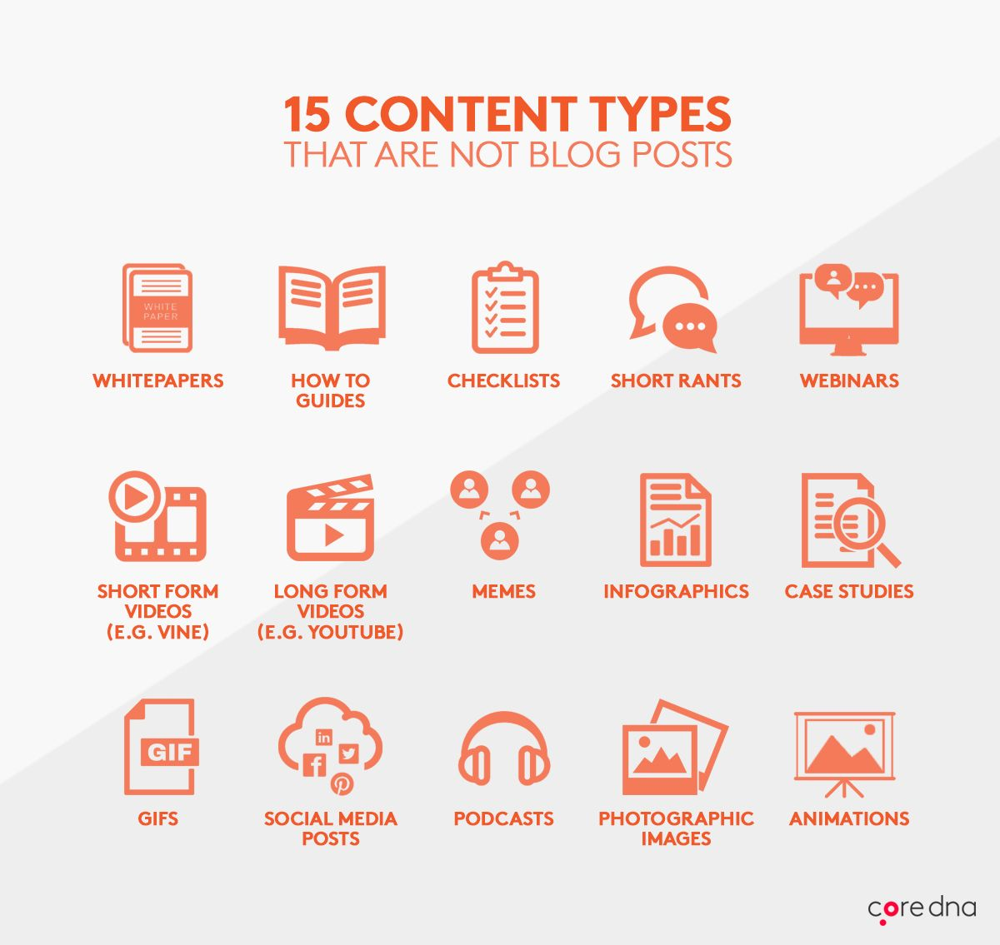 15 CONTENT TYPES
THAT ARE NOT BLOG POSTS
WHITE
PAPER
WHITEPAPERS
HOW TO
GUIDES
CHECKLISTS
SHORT RANTS
WEBINARS
SHORT FORM
VIDEOS
(E.G. VINE)
LONG FORM
VIDEOS
(E.G. YOUTUBE)
MEMES
INFOGRAPHICS
CASE STUDIES
GIF
GIFS
in
f
SOCIAL MEDIA
POSTS
PODCASTS
PHOTOGRAPHIC
IMAGES
ANIMATIONS
core dna